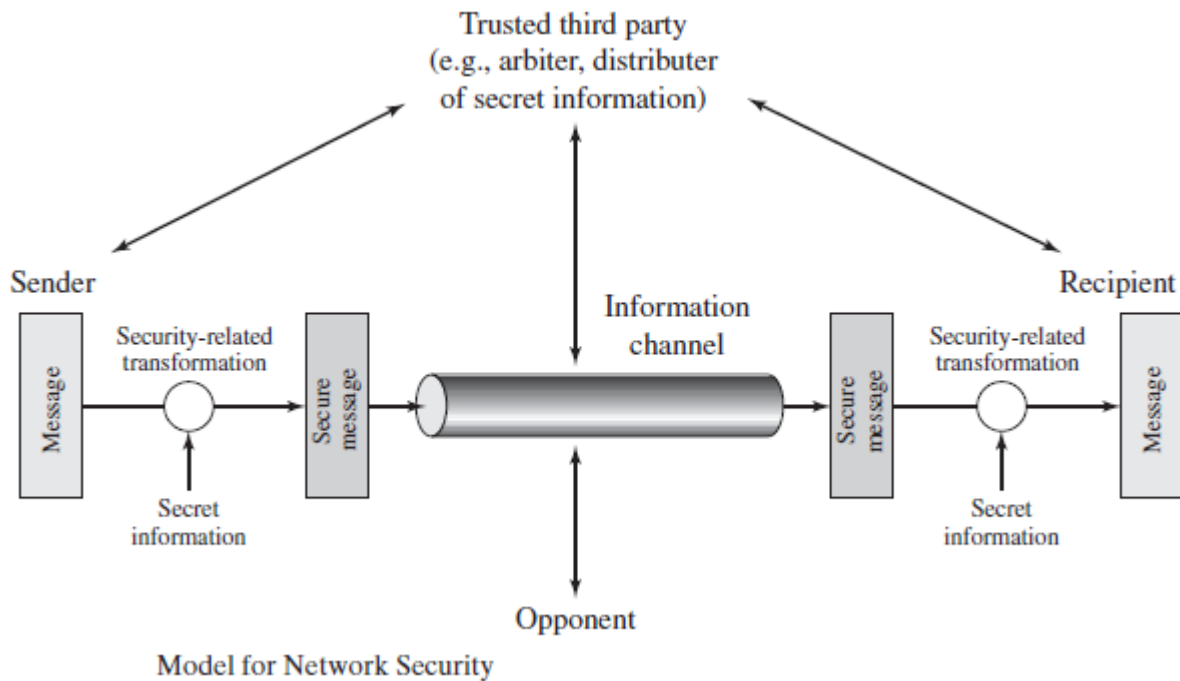 Trusted third party
(e.g., arbiter, distributer
of secret information)
Sender
Recipient
Information
channel
Security-related
transformation
Security-related
transformation
Message
Secure
message
Secure
message
Message
Secret
information
Secret
information
Opponent
Model for Network Security